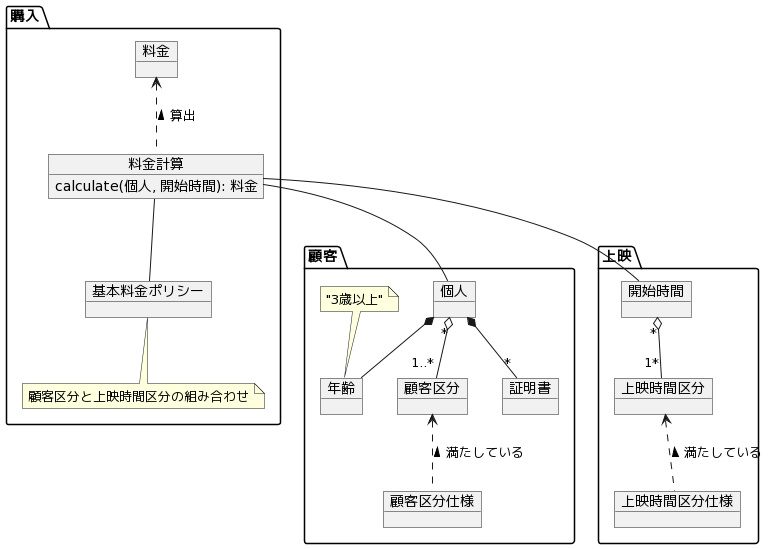 購入
料金
算出
料金計算
calculate(個人, 開始時間): 料金
基本料金ポリシー
顧客区分と上映時間区分の組み合わせ
顧客
"3歳以上"
個人
*
1..*
*
年齢
顧客区分
証明書
満たしている
顧客区分仕様
上映
開始時間
*
1*
上映時間区分
満たしている
上映時間区分仕様